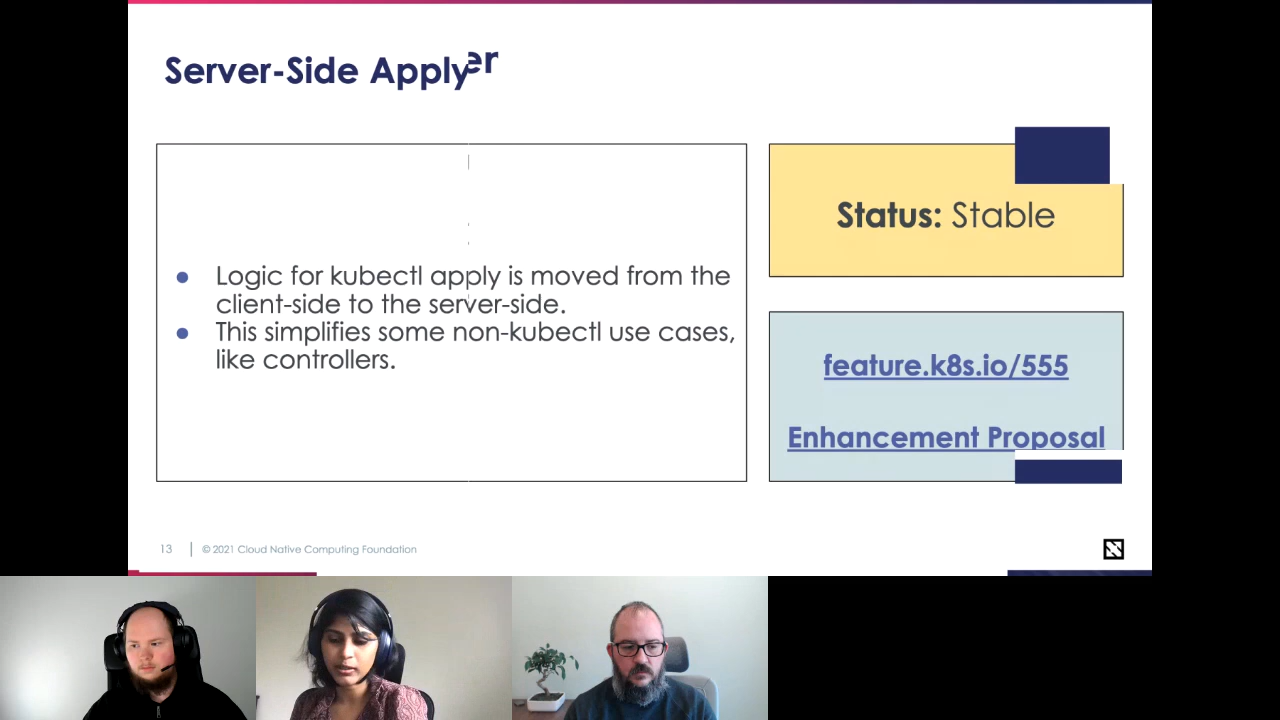 Server-Side Apply
er
Logic for kubectl apply is moved from the
client-side to the server-side.
This simplifies some non-kubectl use cases,
like controllers.
Status: Stable
feature.k8s.io/555
Enhancement Proposal
13
© 2021 Cloud Native Computing Foundation